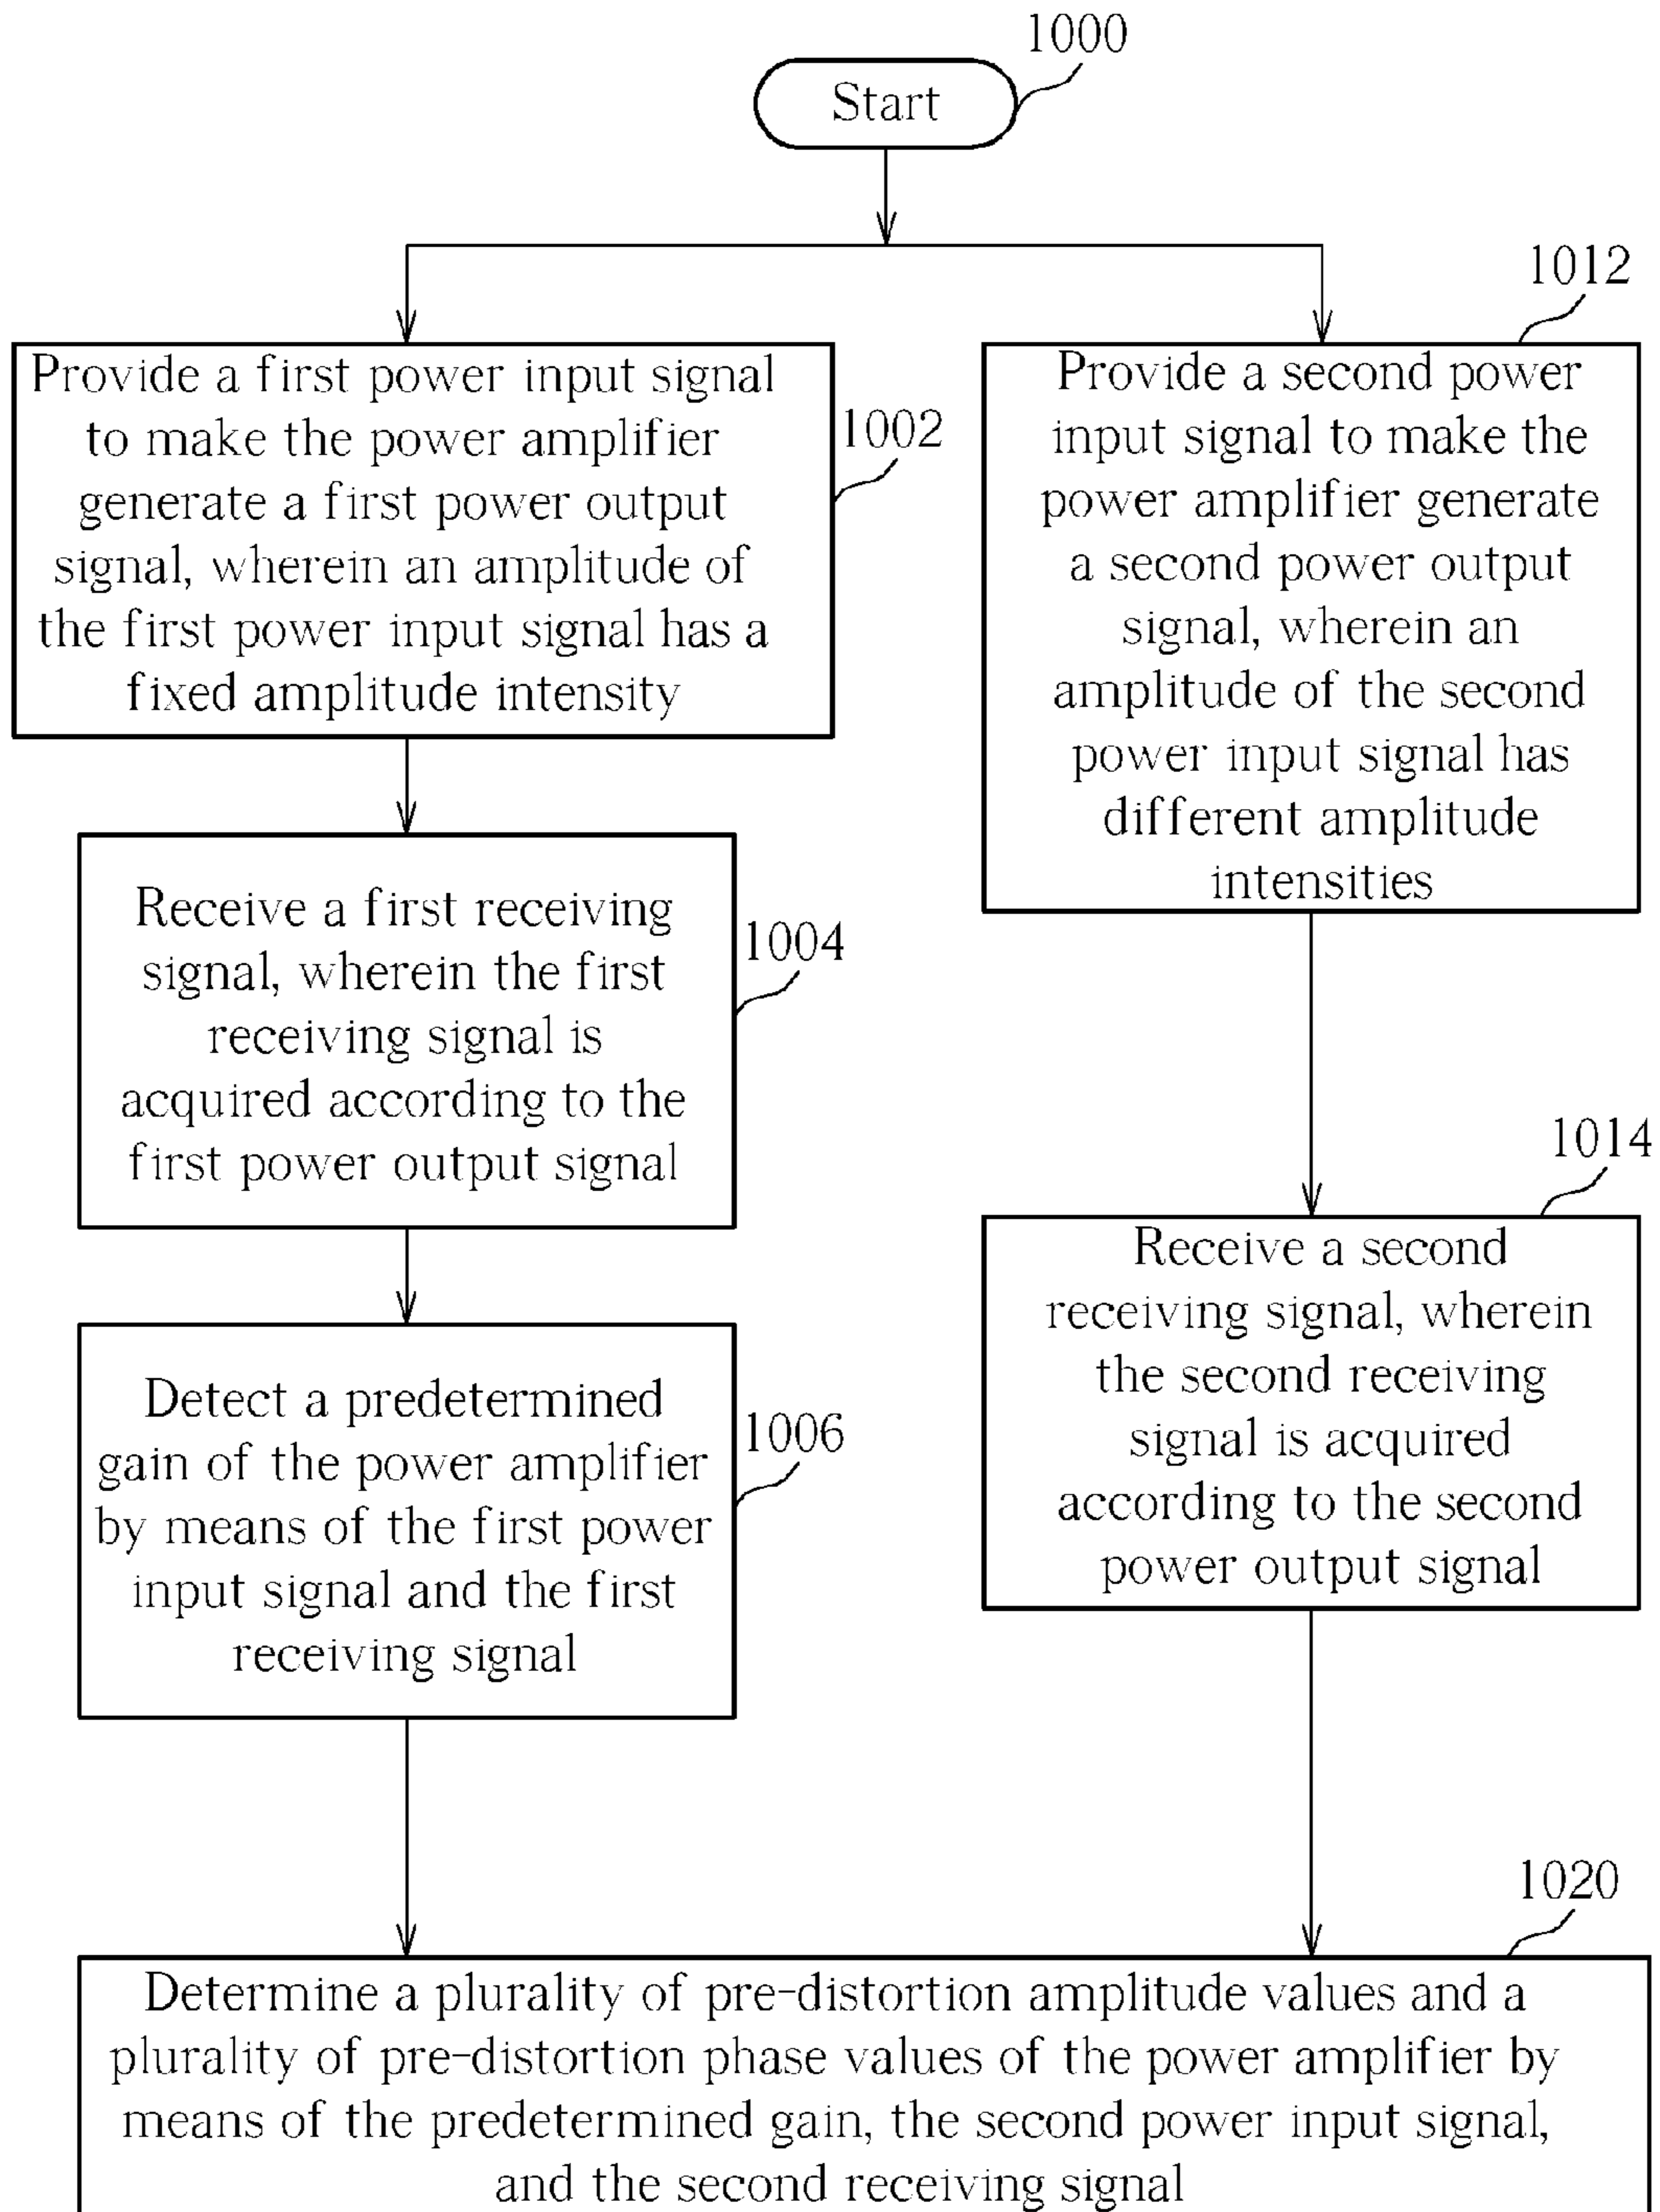 1000
Start
Provide a first power input signal
to make the power amplifier
generate a first power output
signal, wherein an amplitude of
the first power input signal has a
fixed amplitude intensity
1002
Receive a first receiving
signal, wherein the first
receiving signal is
acquired according to the
first power output signal
1004
Detect a predetermined
gain of the power amplifier
by means of the first power
input signal and the first
receiving signal
1006
1012
Provide a second power
input signal to make the
power amplifier generate
a second power output
signal, wherein an
amplitude of the second
power input signal has
different amplitude
intensities
1014
Receive a second
receiving signal, wherein
the second receiving
signal is acquired
according to the second
power output signal
1020
Determine a plurality of pre-distortion amplitude values and a
plurality of pre-distortion phase values of the power amplifier by
means of the predetermined gain, the second power input signal,
and the second receiving signal